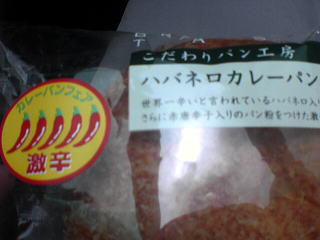 こだわりパン工房
ハバネロカレーパン
世界一辛いと言われているハバネロ入り
さらに赤唐辛子入りのパン粉をつけた激
カレーパンフェア
激辛